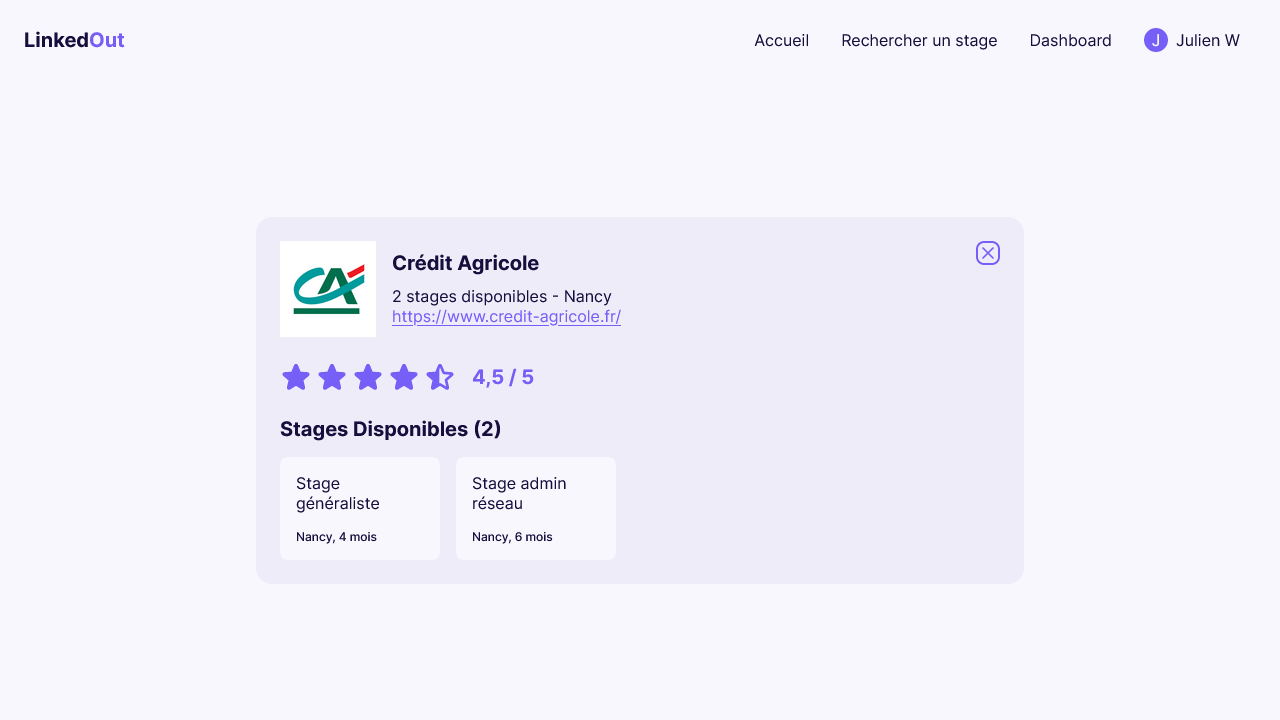 LinkedOut
Accueil
Rechercher un stage
Dashboard
J
Julien W
CA
Crédit Agricole
2 stages disponibles - Nancy
https://www.credit-agricole.fr/
4,5 / 5
Stages Disponibles (2)
Stage
généraliste
Nancy, 4 mois
Stage admin
réseau
Nancy, 6 mois